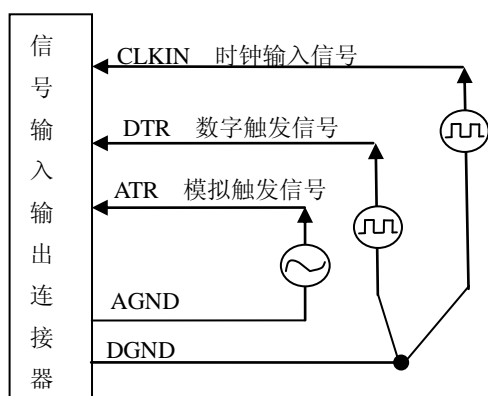 信号输入输出连接器
CLKIN 时钟输入信号
DTR 数字触发信号
ATR 模拟触发信号
AGND
DGND